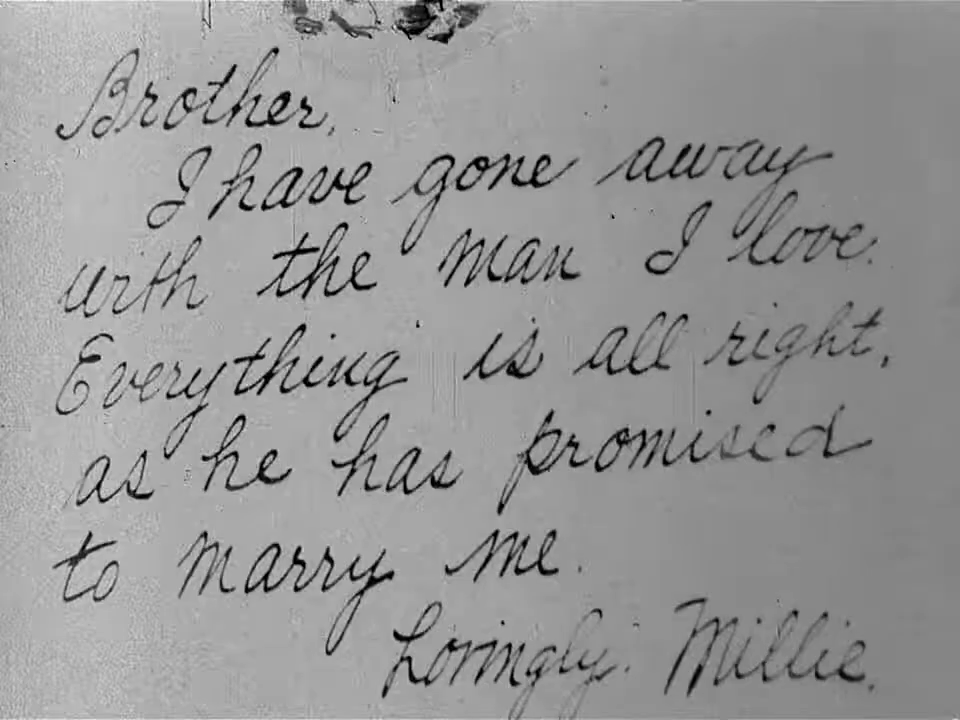 Brother,
I have gone away
with the man I love.
Everything is all right,
as he has promised
to marry me.
Lovingly. Millie.